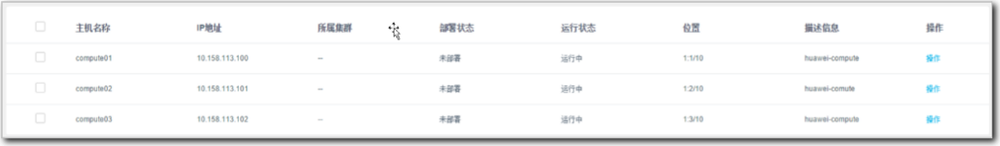 主机名称 IP地址 所属集群 部署状态 运行状态 位置 描述信息 操作
compute01 10.158.113.100 -- 未部署 运行中 1:1/10 huawei-compute 操作
compute02 10.158.113.101 -- 未部署 运行中 1:2/10 huawei-comute 操作
compute03 10.158.113.102 -- 未部署 运行中 1:3/10 huawei-compute 操作